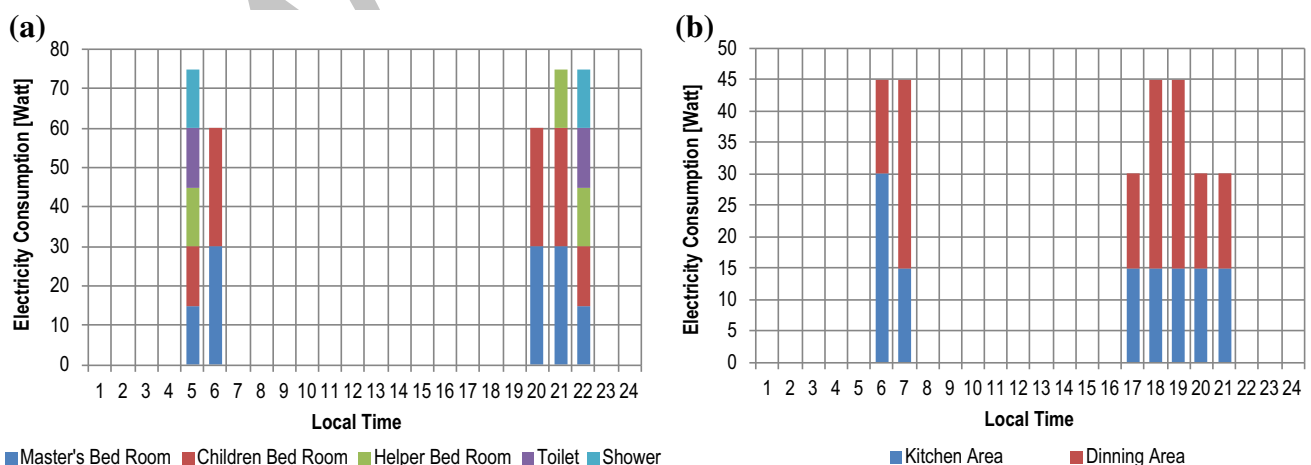 (a)
Electricity Consumption [Watt]
80
70
60
50
40
30
20
10
0
1 2 3 4 5 6 7 8 9 10 11 12 13 14 15 16 17 18 19 20 21 22 23 24
Local Time
Master's Bed Room Children Bed Room Helper Bed Room Toilet Shower
(b)
Electricity Consumption [Watt]
50
45
40
35
30
25
20
15
10
5
0
1 2 3 4 5 6 7 8 9 10 11 12 13 14 15 16 17 18 19 20 21 22 23 24
Local Time
Kitchen Area Dinning Area